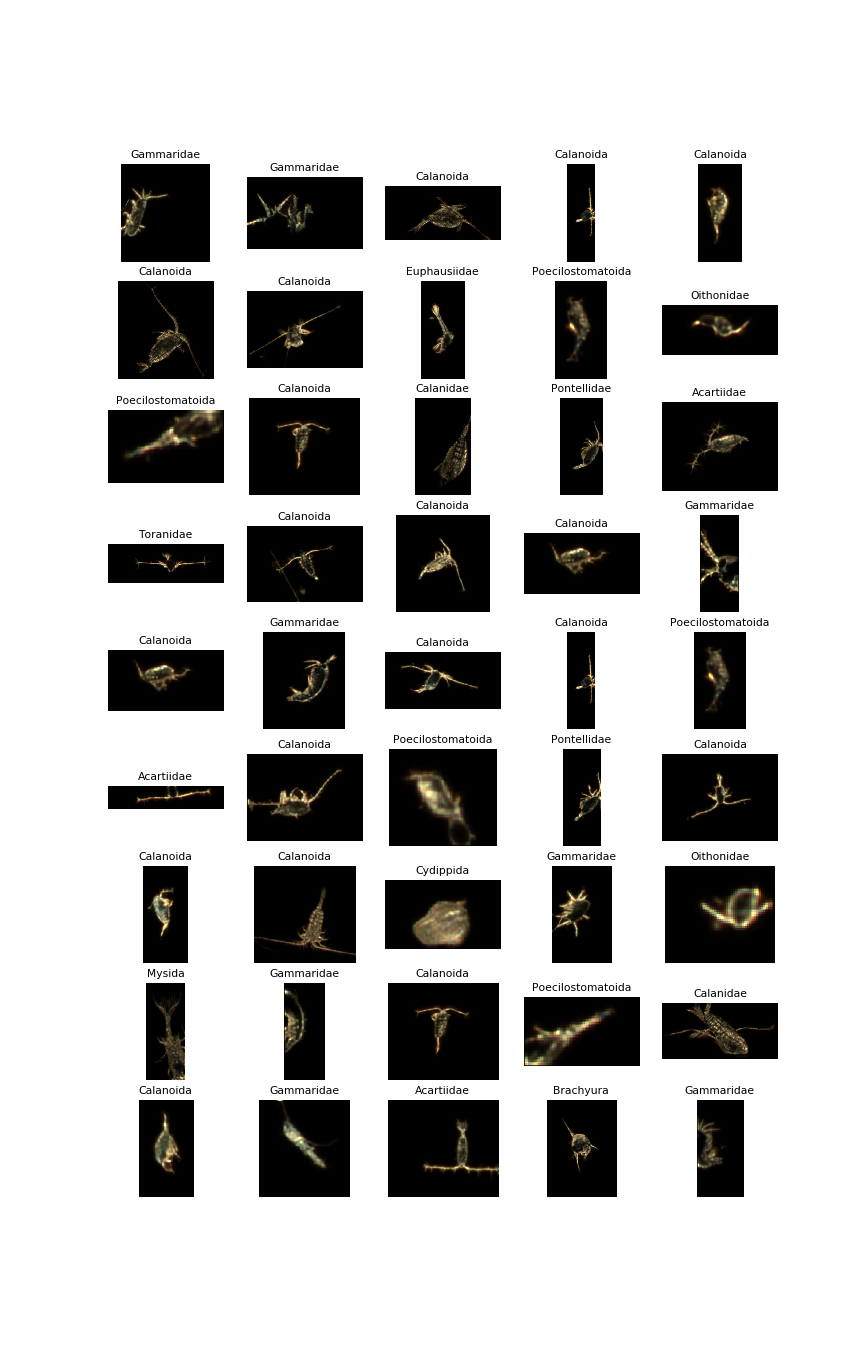 Gammaridae
Gammaridae
Calanoida
Calanoida
Calanoida
Calanoida
Calanoida
Euphausiidae
Poecilostomatoida
Oithonidae
Poecilostomatoida
Calanoida
Calanidae
Pontellidae
Acartiidae
Toranidae
Calanoida
Calanoida
Calanoida
Gammaridae
Calanoida
Gammaridae
Calanoida
Calanoida
Poecilostomatoida
Acartiidae
Calanoida
Poecilostomatoida
Pontellidae
Calanoida
Calanoida
Calanoida
Cydippida
Gammaridae
Oithonidae
Mysida
Gammaridae
Calanoida
Poecilostomatoida
Calanidae
Calanoida
Gammaridae
Acartiidae
Brachyura
Gammaridae